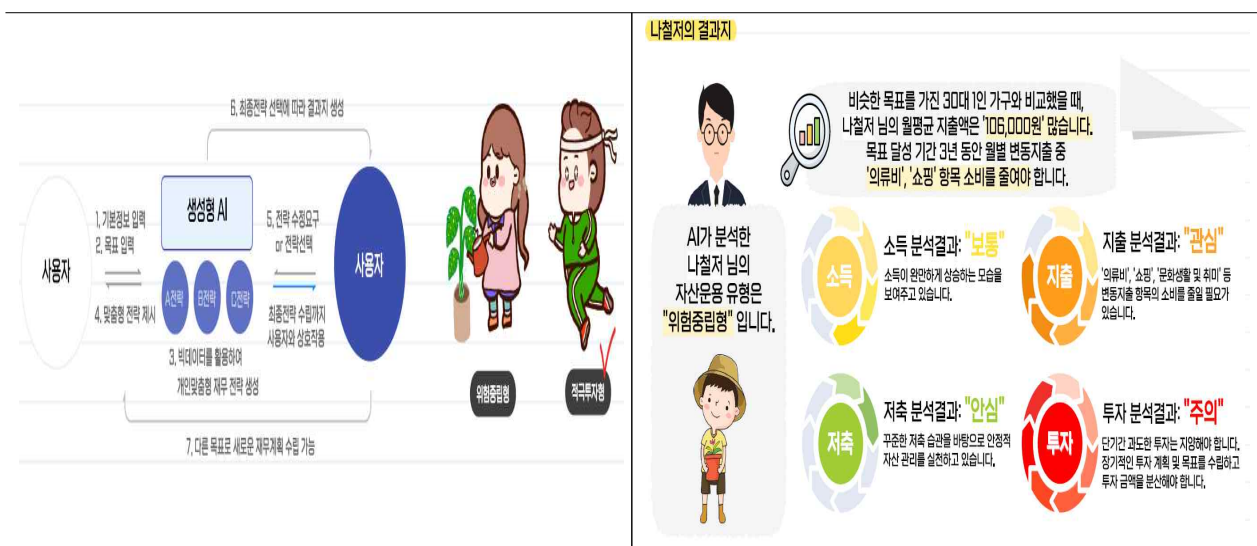 6. 최종전략 선택에 따라 결과지 생성
사용자
1. 기본정보 입력
2. 목표 입력
4. 맞춤형 전략 제시
생성형 AI
A전략
B전략
C전략
3. 빅데이터를 활용하여
개인맞춤형 재무 전략 생성
5. 전략 수정요구
or 전략선택
최종전략 수립까지
사용자와 상호작용
사용자
7. 다른 목표로 새로운 재무계획 수립 가능
위험중립형
적극투자형
나철저의 결과지
비슷한 목표를 가진 30대 1인 가구와 비교했을 때,
나철저 님의 월평균 지출액은 '106,000원' 많습니다.
목표 달성 기간 3년 동안 월별 변동지출 중
'의류비', '쇼핑' 항목 소비를 줄여야 합니다.
AI가 분석한
나철저 님의
자산운용 유형은
"위험중립형" 입니다.
소득
소득 분석결과: "보통"
소득이 완만하게 상승하는 모습을
보여주고 있습니다.
지출
지출 분석결과: "관심"
'의류비', '쇼핑', '문화생활 및 취미' 등
변동지출 항목의 소비를 줄일 필요가
있습니다.
저축
저축 분석결과: "안심"
꾸준한 저축 습관을 바탕으로 안정적
자산 관리를 실천하고 있습니다.
투자
투자 분석결과: "주의"
단기간 과도한 투자는 지양해야 합니다.
장기적인 투자 계획 및 목표를 수립하고
투자 금액을 분산해야 합니다.